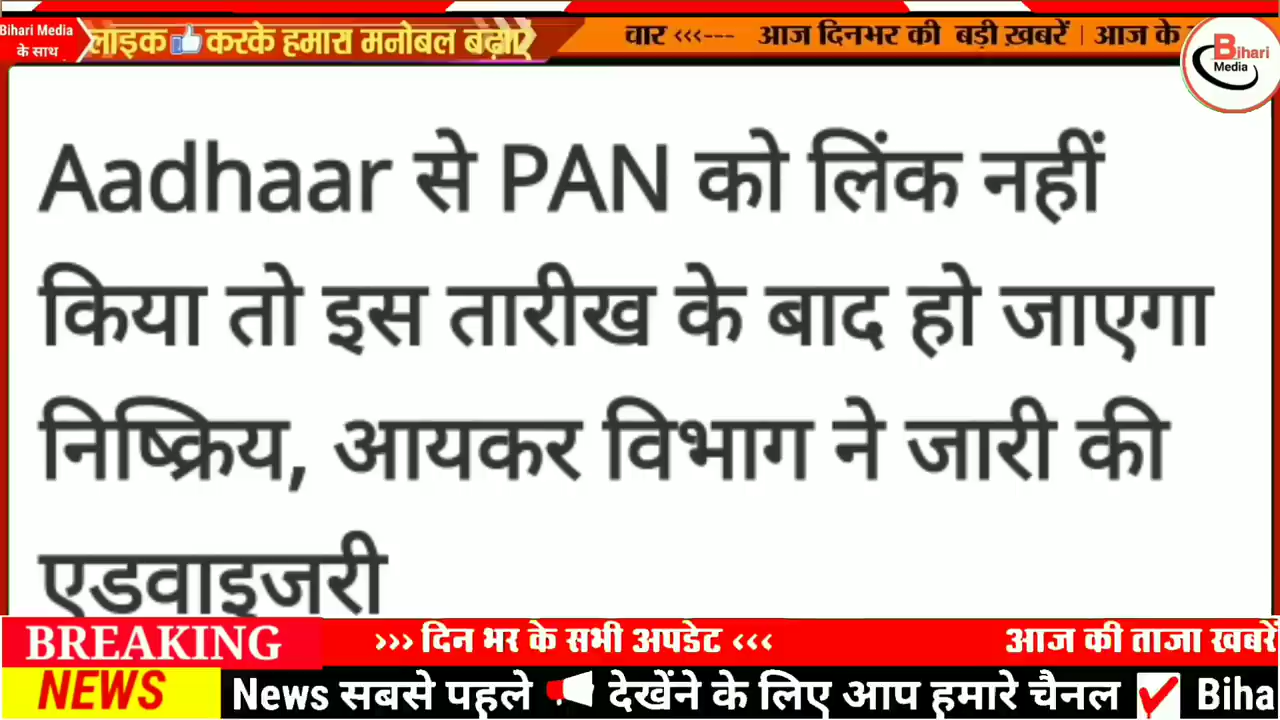 Bihari Media
के साथ
लाइक करके हमारा मनोबल बढ़ाएं
वार <<<--- आज दिनभर की बड़ी ख़बरें | आज के
Bihari
Media
Aadhaar से PAN को लिंक नहीं
किया तो इस तारीख के बाद हो जाएगा
निष्क्रिय, आयकर विभाग ने जारी की
एडवाइजरी
BREAKING
>>> दिन भर के सभी अपडेट <<<
आज की ताजा खबरें
NEWS
News सबसे पहले देखेंने के लिए आप हमारे चैनल Biha